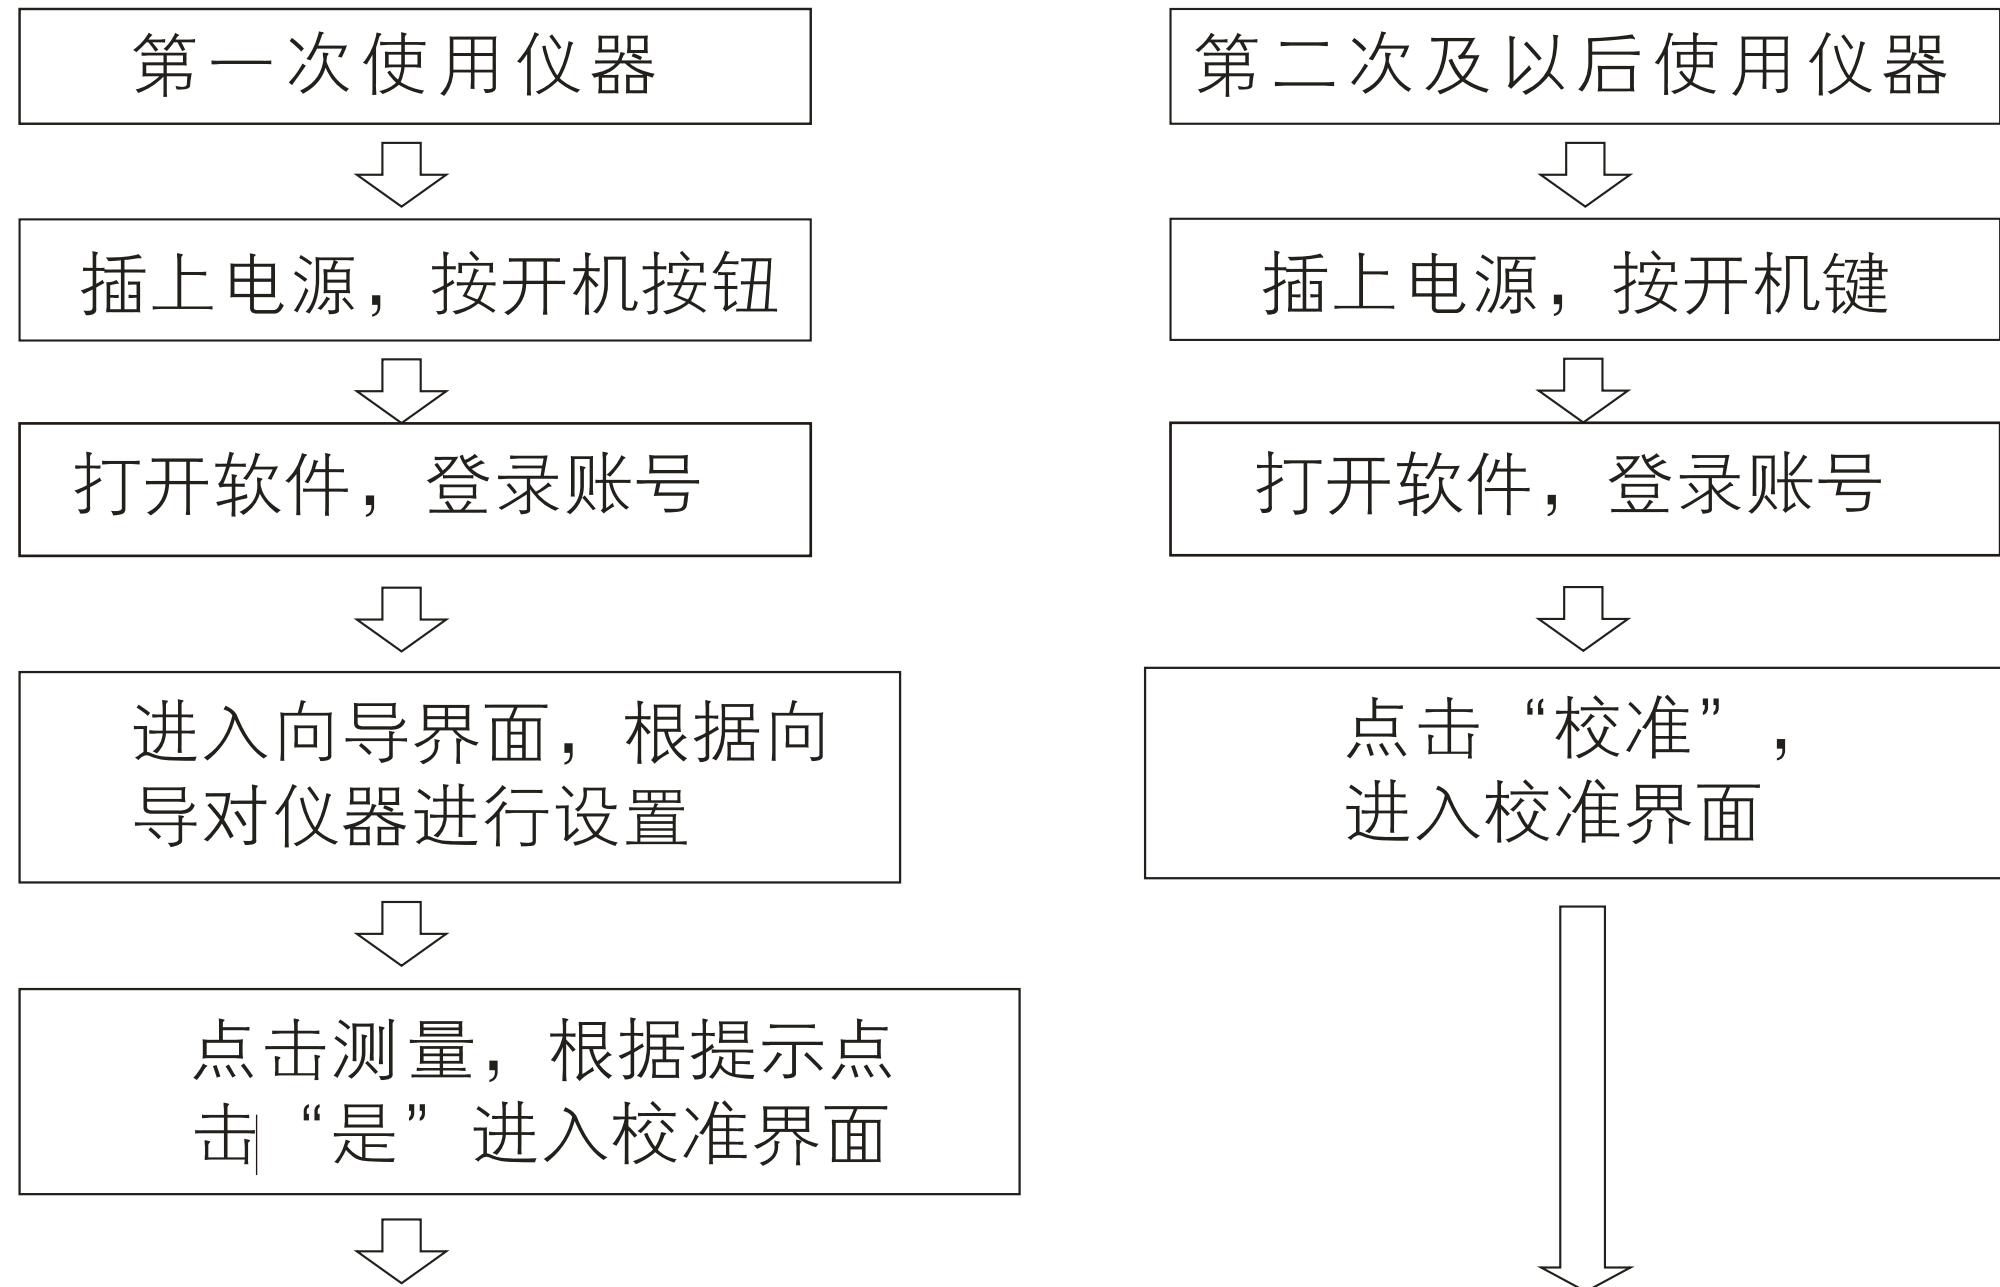 第一次使用仪器
插上电源，按开机按钮
打开软件，登录账号
进入向导界面，根据向
导对仪器进行设置
点击测量，根据提示点
击“是”进入校准界面
第二次及以后使用仪器
插上电源，按开机键
打开软件，登录账号
点击“校准”，
进入校准界面